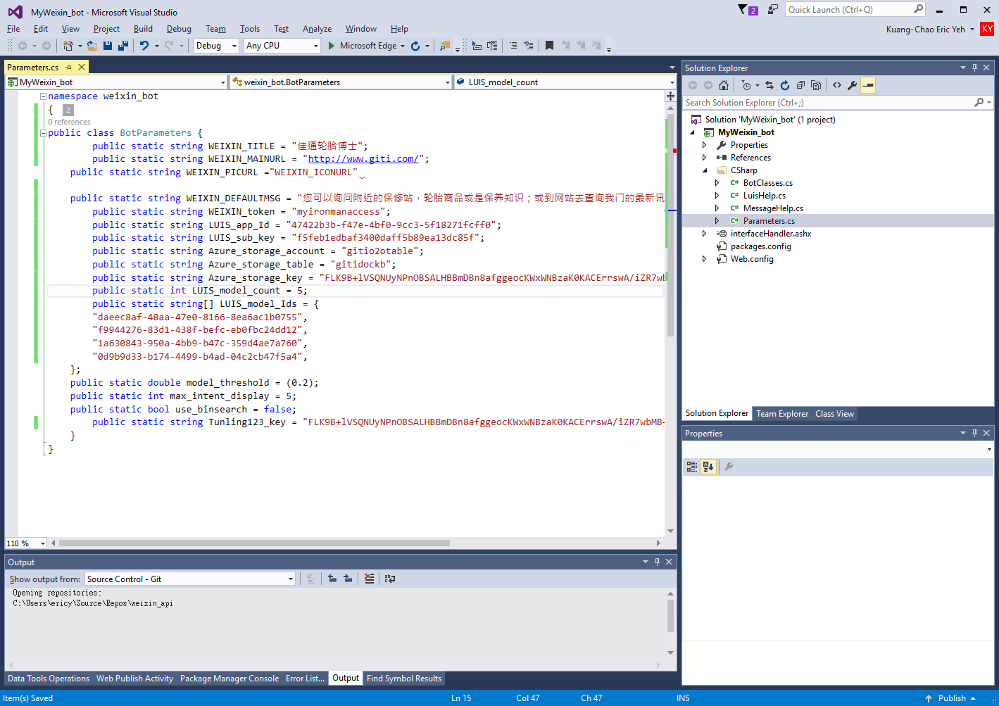 MyWeixin_bot - Microsoft Visual Studio
2
Quick Launch (Ctrl+Q)
File Edit View Project Build Debug Team Tools Test Analyze Window Help
Kuang-Chao Eric Yeh KY
Debug Any CPU Microsoft Edge
Parameters.cs
MyWeixin_bot weixin_bot.BotParameters LUIS_model_count
namespace weixin_bot
{ 2
0 references
public class BotParameters {
public static string WEIXIN_TITLE = "佳通轮胎博士";
public static string WEIXIN_MAINURL = "http://www.giti.com/";
public static string WEIXIN_PICURL ="WEIXIN_ICONURL"
public static string WEIXIN_DEFAULTMSG = "您可以询问附近的保修站，轮胎商品或是保养知识；或到网站去查询我们的最新讯
public static string WEIXIN_token = "myironmanaccess";
public static string LUIS_app_Id = "47422b3b-f47e-4bf0-9cc3-5f18271fcff0";
public static string LUIS_sub_key = "f5feb1edbaf3400daff5b89ea13dc85f";
public static string Azure_storage_account = "gitio2otable";
public static string Azure_storage_table = "gitidockb";
public static string Azure_storage_key = "FLK9B+lVSQNUyNPnOBSALHBBmDBn8afggeocKWxWNBzaK0KACErrswA/iZR7wb
public static int LUIS_model_count = 5;
public static string[] LUIS_model_Ids = {
"daeec8af-48aa-47e0-8166-8ea6ac1b0755",
"f9944276-83d1-438f-befc-eb0fbc24dd12",
"1a630843-950a-4bb9-b47c-359d4ae7a760",
"0d9b9d33-b174-4499-b4ad-04c2cb47f5a4",
};
public static double model_threshold = (0.2);
public static int max_intent_display = 5;
public static bool use_binsearch = false;
public static string Tunling123_key = "FLK9B+lVSQNUyNPnOBSALHBBmDBn8afggeocKWxWNBzaK0KACErrswA/iZR7wbMB
}
}
110 %
Output
Show output from: Source Control - Git
Opening repositories:
C:\Users\ericy\Source\Repos\weixin_api
Data Tools Operations Web Publish Activity Package Manager Console Error List... Output Find Symbol Results
Solution Explorer
Search Solution Explorer (Ctrl+;)
Solution 'MyWeixin_bot' (1 project)
MyWeixin_bot
Properties
References
CSharp
C# BotClasses.cs
C# LuisHelp.cs
C# MessageHelp.cs
C# Parameters.cs
interfaceHandler.ashx
packages.config
Web.config
Solution Explorer Team Explorer Class View
Properties
Item(s) Saved Ln 15 Col 47 Ch 47 INS Publish